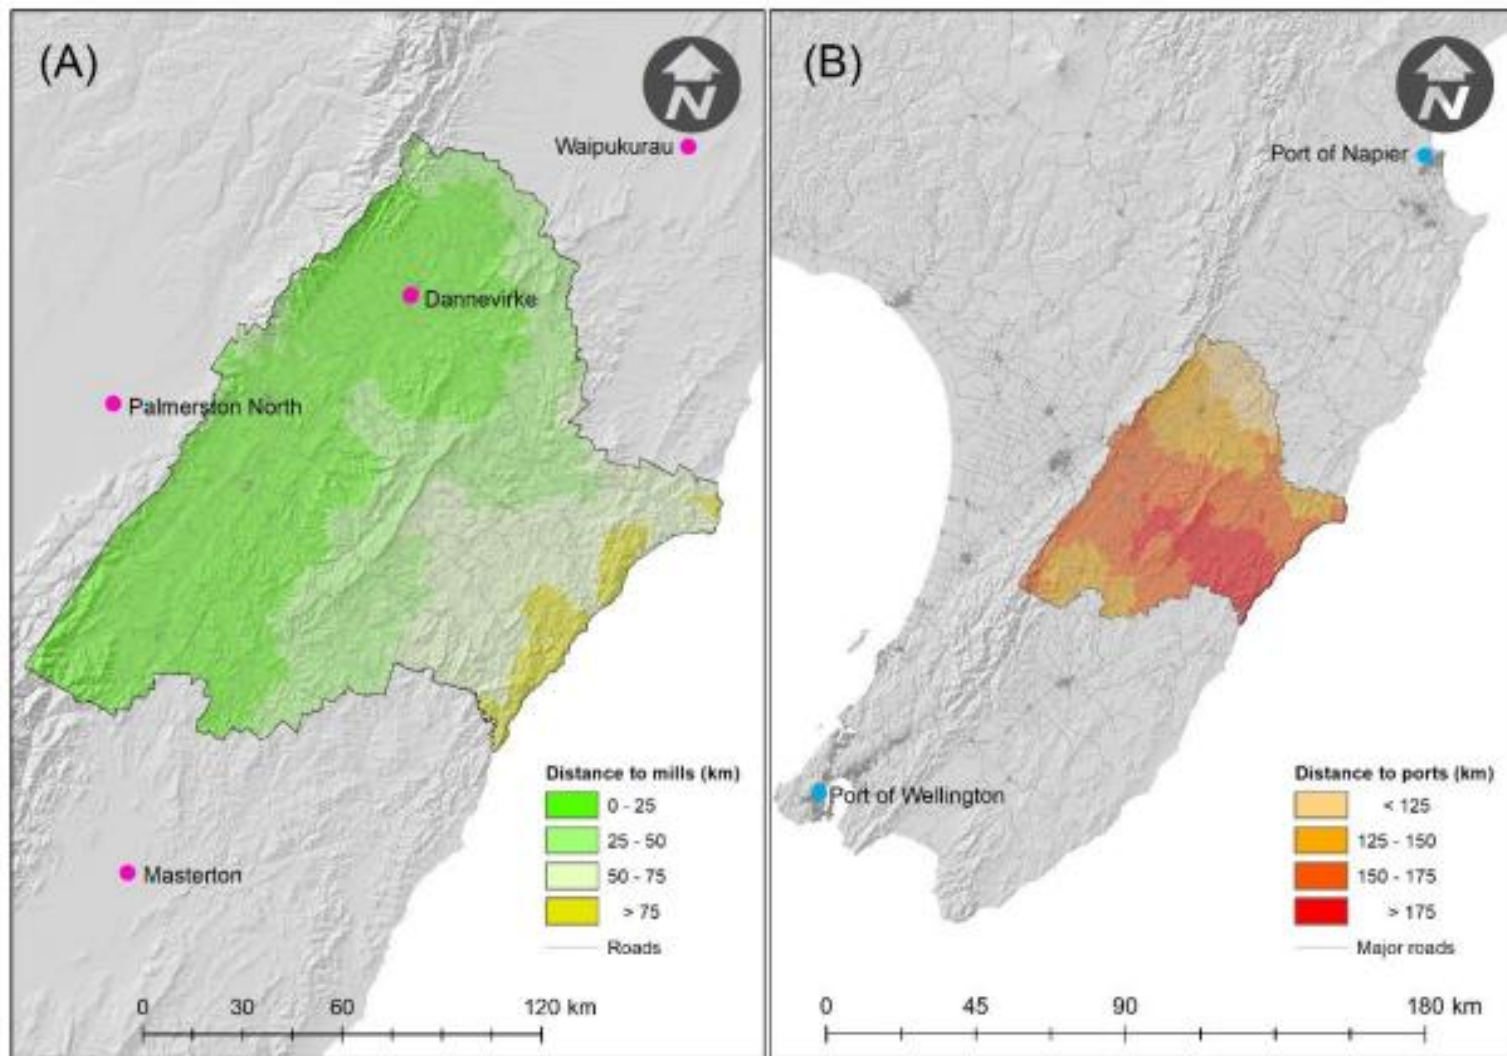 (A)
N
Waipukurau
Dannevirke
Palmerston North
Masterton
Distance to mills (km)
0 - 25
25 - 50
50 - 75
> 75
Roads
0 30 60 120 km
(B)
N
Port of Napier
Port of Wellington
Distance to ports (km)
< 125
125 - 150
150 - 175
> 175
Major roads
0 45 90 180 km